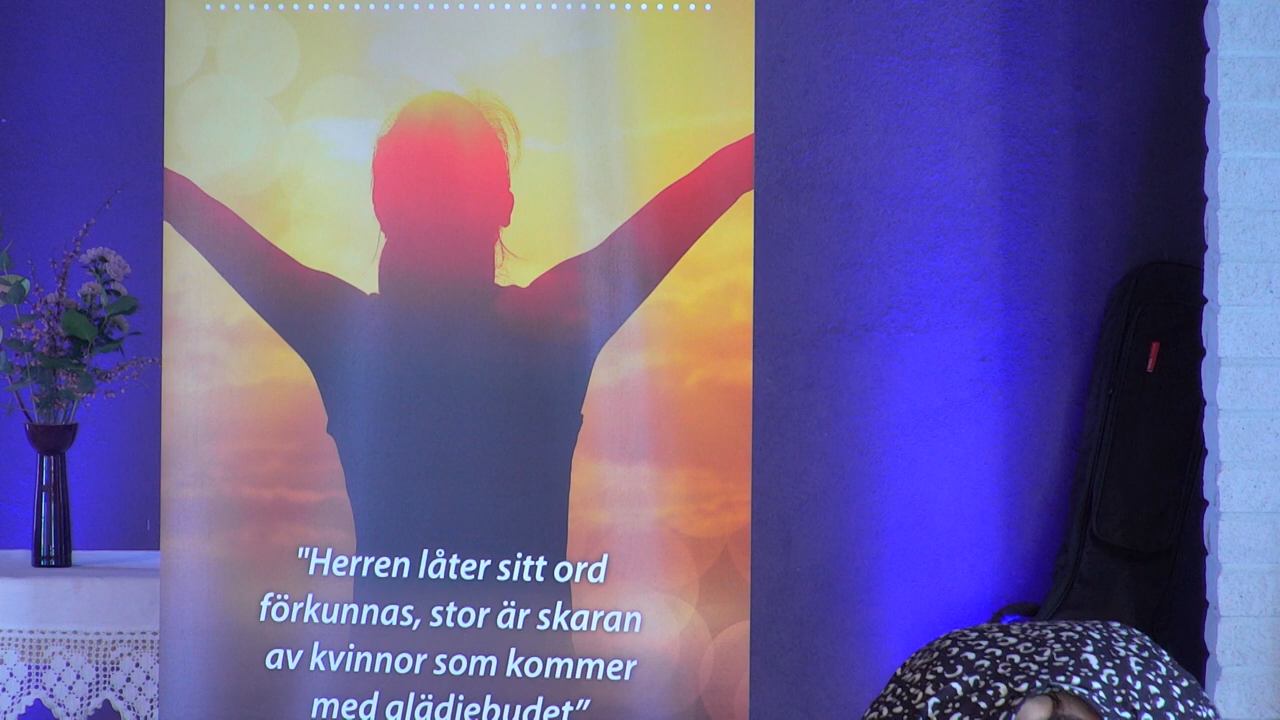 "Herren låter sitt ord
förkunnas, stor är skaran
av kvinnor som kommer
med glädjebudet”